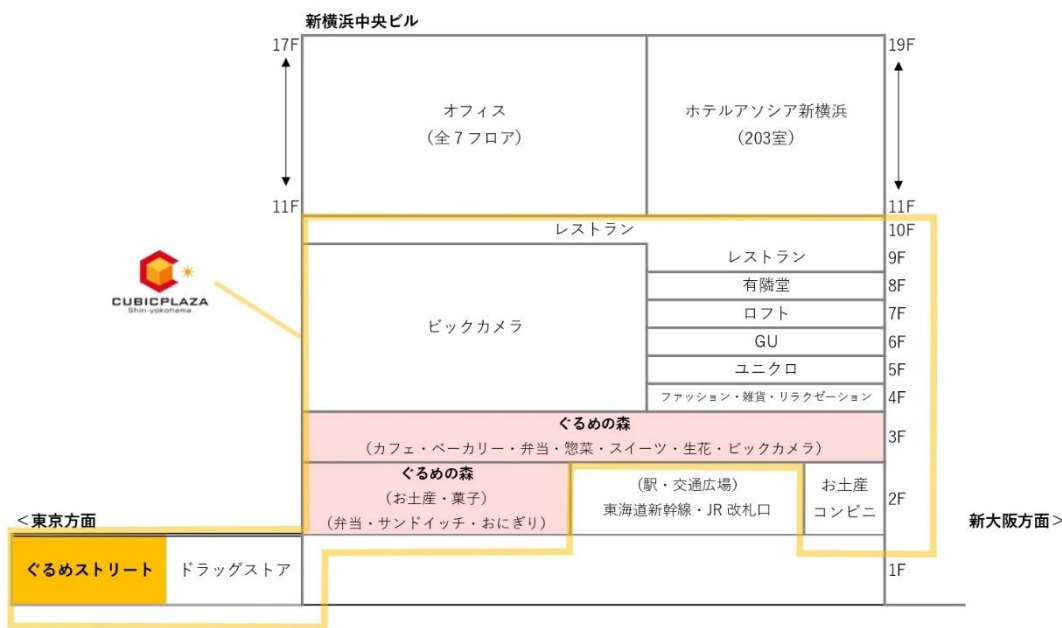 新横浜中央ビル
17F
19F
オフィス
(全７フロア)
ホテルアソシア新横浜
(203室)
11F
11F
レストラン
10F
レストラン
9F
有隣堂
8F
CUBICPLAZA
Shin-yokohama
ビックカメラ
ロフト
7F
GU
6F
ユニクロ
5F
ファッション・雑貨・リラクゼーション
4F
ぐるめの森
(カフェ・ベーカリー・弁当・惣菜・スイーツ・生花・ビックカメラ)
3F
ぐるめの森
(お土産・菓子)
(弁当・サンドイッチ・おにぎり)
(駅・交通広場)
東海道新幹線・JR 改札口
お土産
コンビニ
2F
＜東京方面
新大阪方面＞
ぐるめストリート
ドラッグストア
1F